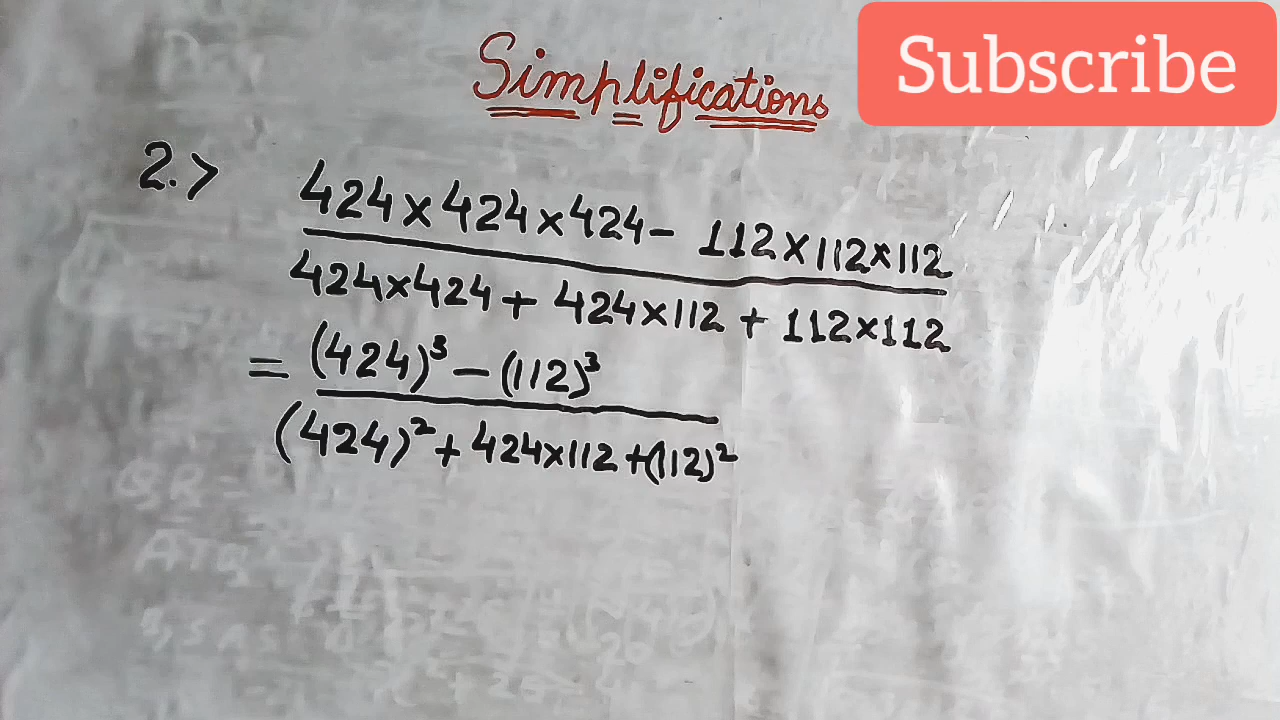 Subscribe
Simplifications
2.>
424×424×424- 112×112×112
424×424 + 424×112 + 112×112
= (424)³ - (112)³
(424)² + 424×112 +(112)²